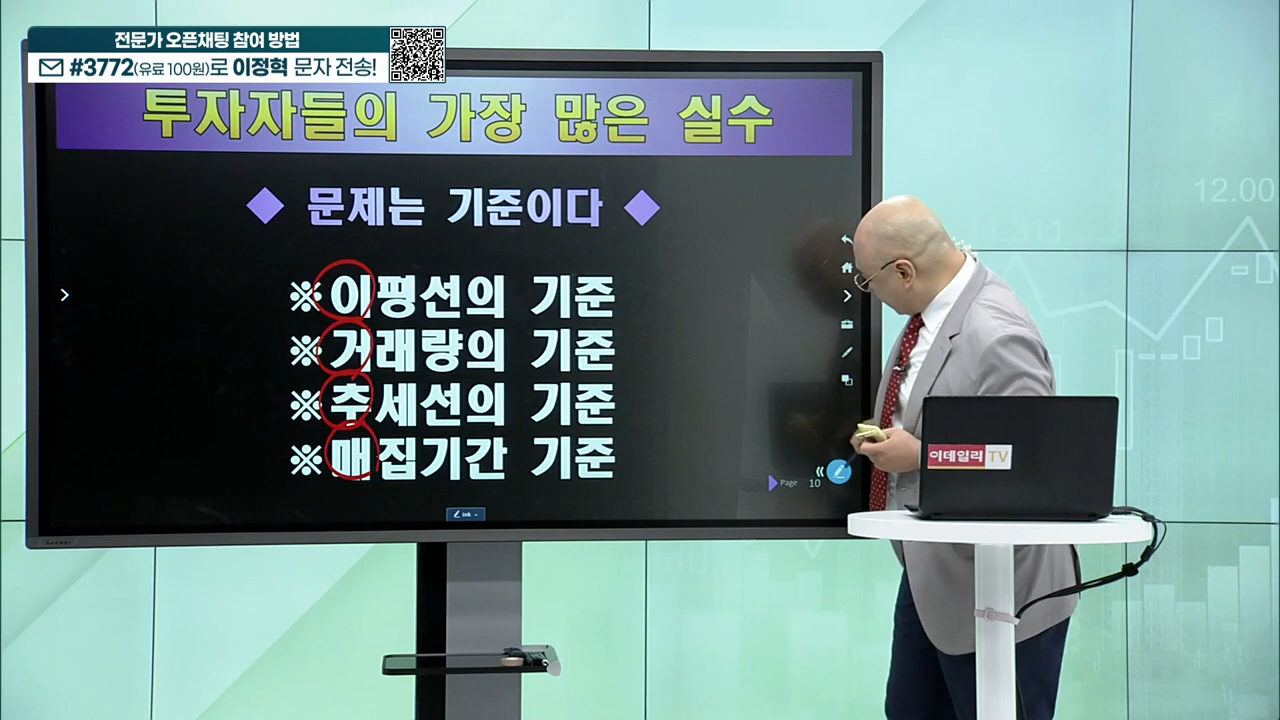 전문가 오픈채팅 참여 방법
#3772(유료 100원)로 이정혁 문자 전송!
투자자들의 가장 많은 실수
◆ 문제는 기준이다 ◆
※이평선의 기준
※거래량의 기준
※추세선의 기준
※매집기간 기준
Page 10
Ink
이데일리 TV
12.00